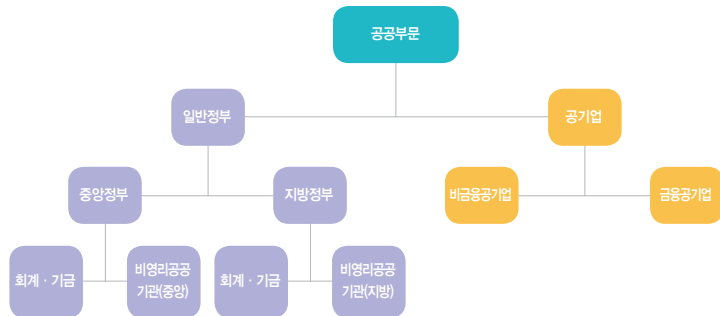 공공부문
일반정부
공기업
중앙정부
지방정부
비금융공기업
금융공기업
회계 · 기금
비영리공공
기관(중앙)
회계 · 기금
비영리공공
기관(지방)